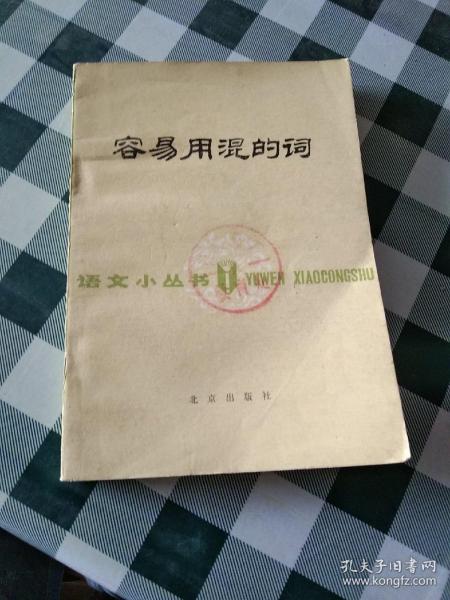 容易用混的词
语文小丛书 YUWEN XIAOCONGSHU
北京出版社
孔夫子旧书网
www.kongfz.com